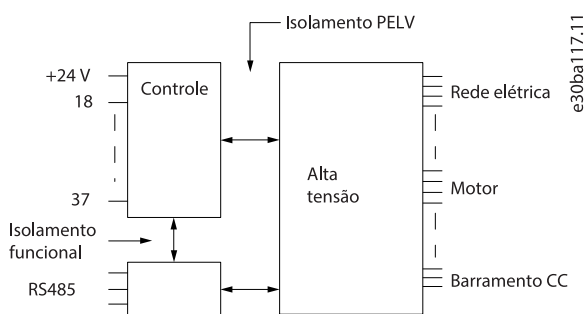 Isolamento PELV
e30ba117.11
+24 V
Controle
18
Rede elétrica
Alta
tensão
37
Motor
Isolamento
funcional
RS485
Barramento CC